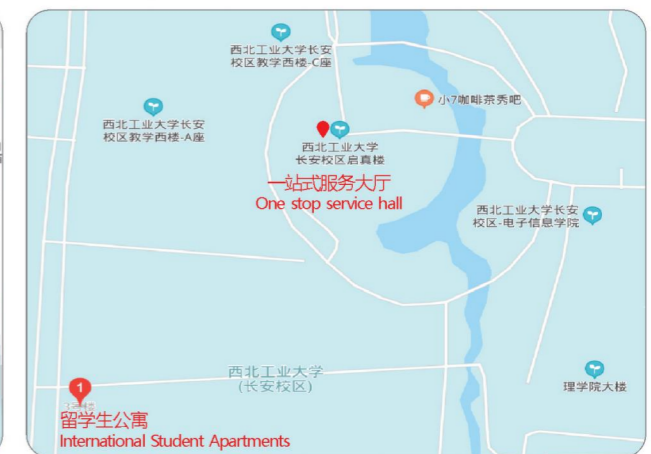 西北工业大学长安
校区教学西楼-C座
小7咖啡茶秀吧
西北工业大学长安
校区教学西楼-A座
西北工业大学
长安校区启真楼
一站式服务大厅
One stop service hall
西北工业大学长安
校区-电子信息学院
西北工业大学
(长安校区)
理学院大楼
1
留学生公寓
International Student Apartments